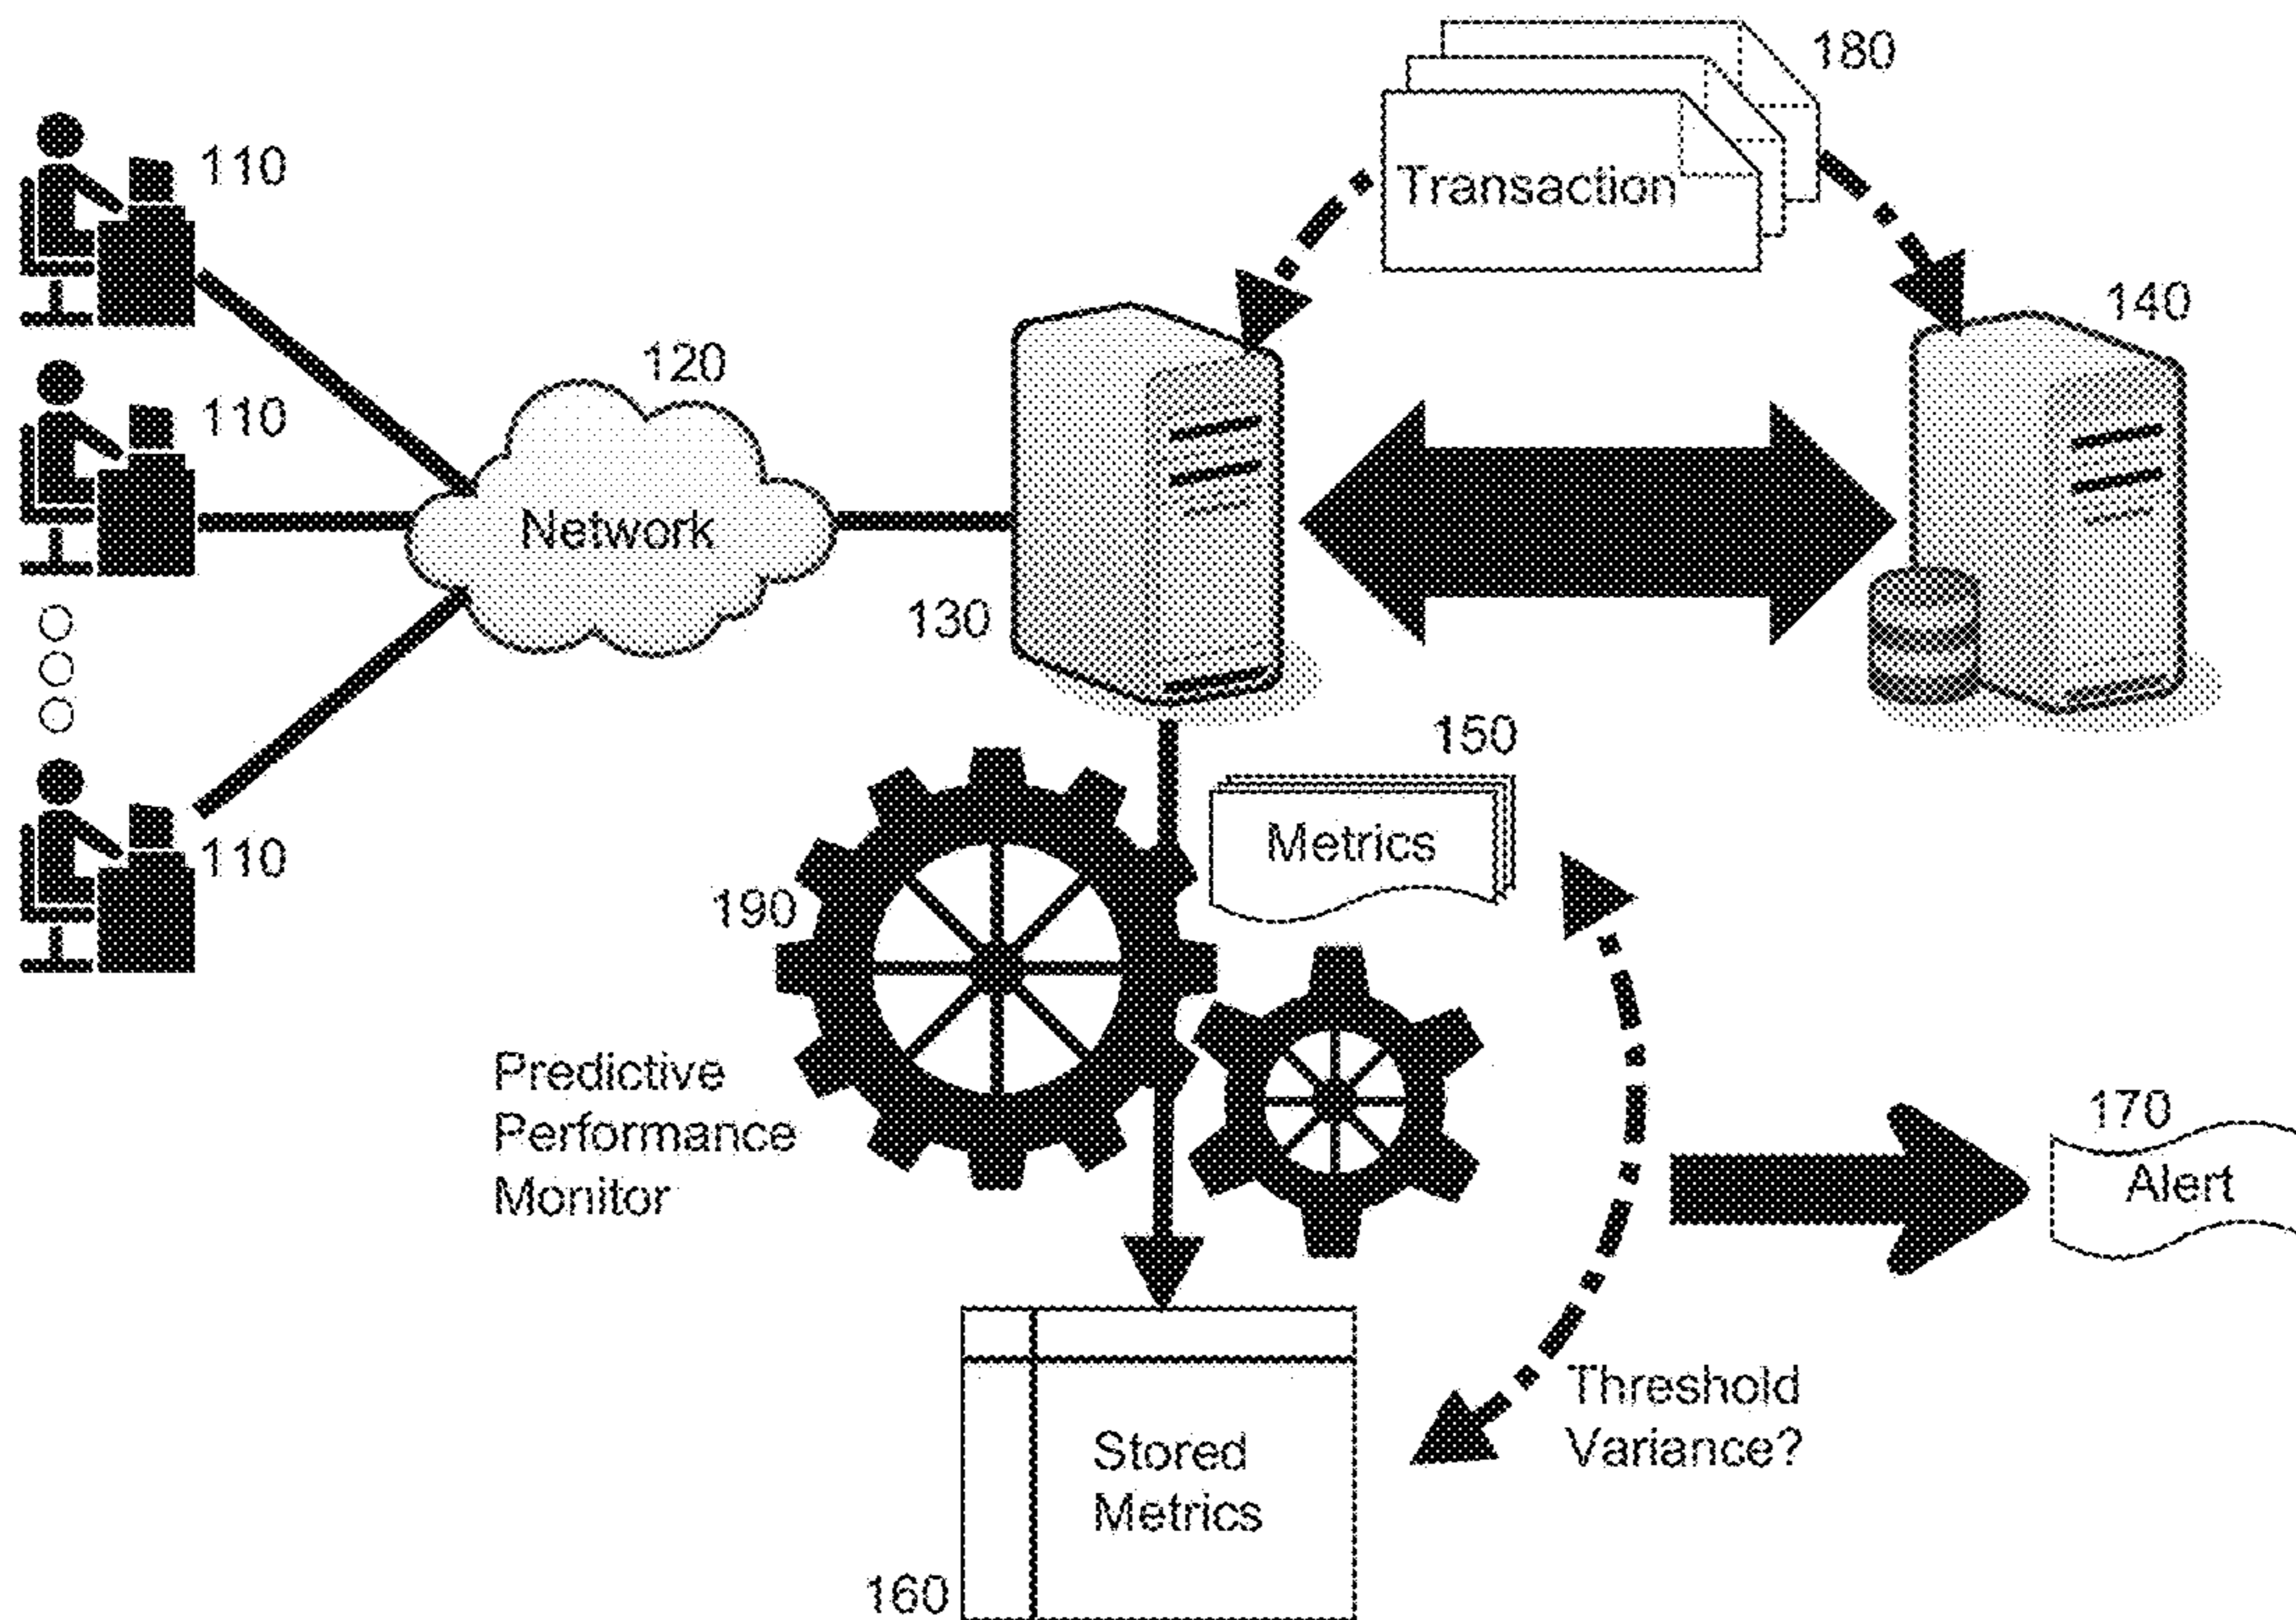 180
Transaction
110
140
120
110
Network
130
150
Metrics
110
190
Predictive
Performance
Monitor
170
Alert
Threshold
Variance?
Stored
Metrics
160